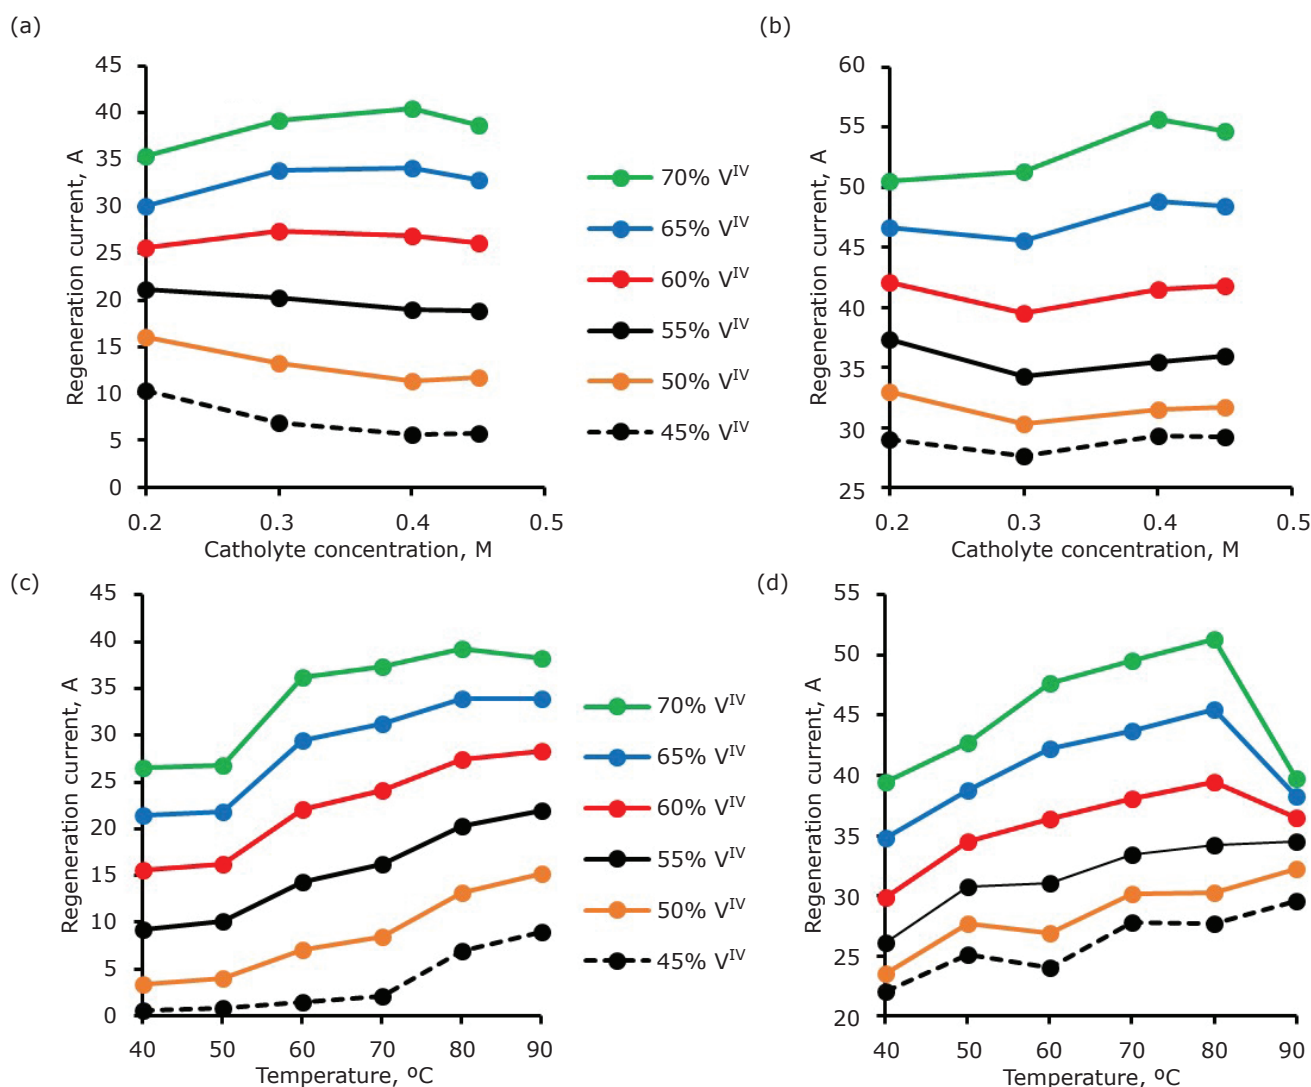 (a)
Regeneration current, A
45
40
35
30
25
20
15
10
5
0
0.2
0.3
0.4
0.5
Catholyte concentration, M
70% V^IV
65% V^IV
60% V^IV
55% V^IV
50% V^IV
45% V^IV
(b)
Regeneration current, A
60
55
50
45
40
35
30
25
0.2
0.3
0.4
0.5
Catholyte concentration, M
(c)
Regeneration current, A
45
40
35
30
25
20
15
10
5
0
40
50
60
70
80
90
Temperature, ºC
70% V^IV
65% V^IV
60% V^IV
55% V^IV
50% V^IV
45% V^IV
(d)
Regeneration current, A
55
50
45
40
35
30
25
20
40
50
60
70
80
90
Temperature, ºC